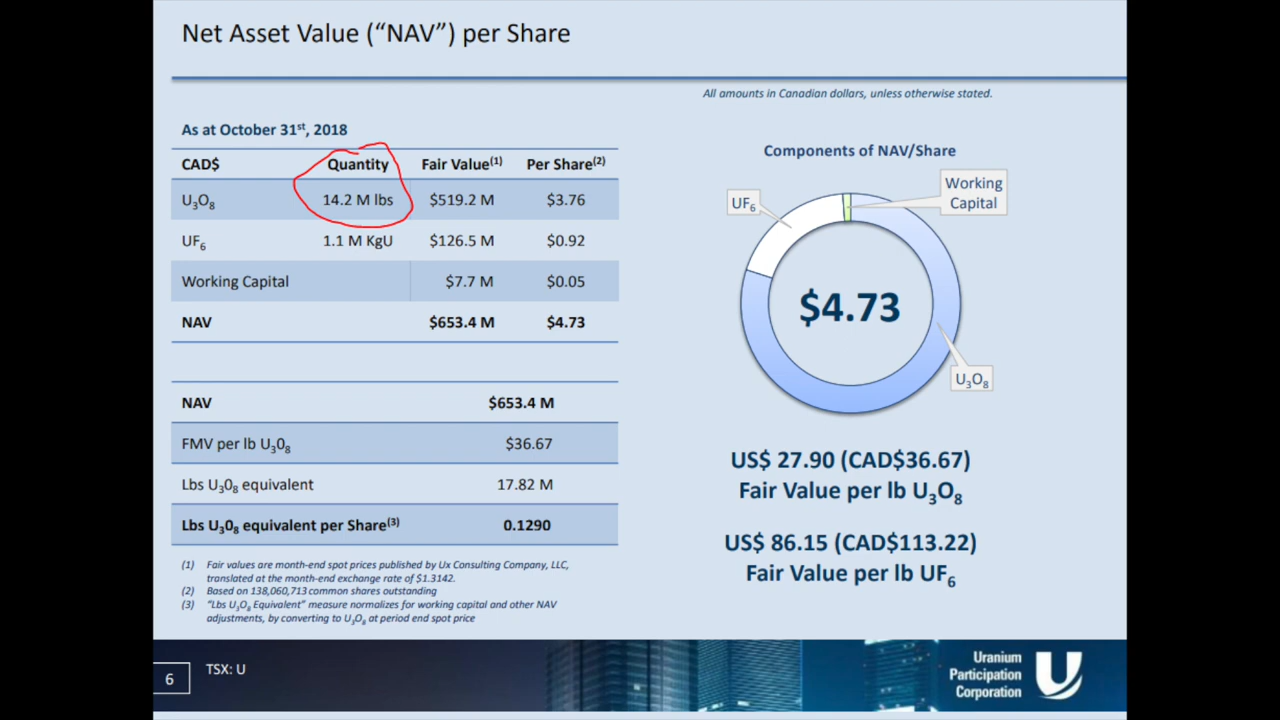 Net Asset Value (“NAV”) per Share
All amounts in Canadian dollars, unless otherwise stated.
As at October 31st, 2018
CAD$ Quantity Fair Value(1) Per Share(2)
U3O8 14.2 M lbs $519.2 M $3.76
UF6 1.1 M KgU $126.5 M $0.92
Working Capital $7.7 M $0.05
NAV $653.4 M $4.73
NAV $653.4 M
FMV per lb U308 $36.67
Lbs U308 equivalent 17.82 M
Lbs U308 equivalent per Share(3) 0.1290
(1) Fair values are month-end spot prices published by Ux Consulting Company, LLC,
translated at the month-end exchange rate of $1.3142.
(2) Based on 138,060,713 common shares outstanding
(3) “Lbs U3O8 Equivalent” measure normalizes for working capital and other NAV
adjustments, by converting to U3O8 at period end spot price
Components of NAV/Share
Working
Capital
UF6
$4.73
U3O8
US$ 27.90 (CAD$36.67)
Fair Value per lb U3O8
US$ 86.15 (CAD$113.22)
Fair Value per lb UF6
6
TSX: U
Uranium
Participation
Corporation